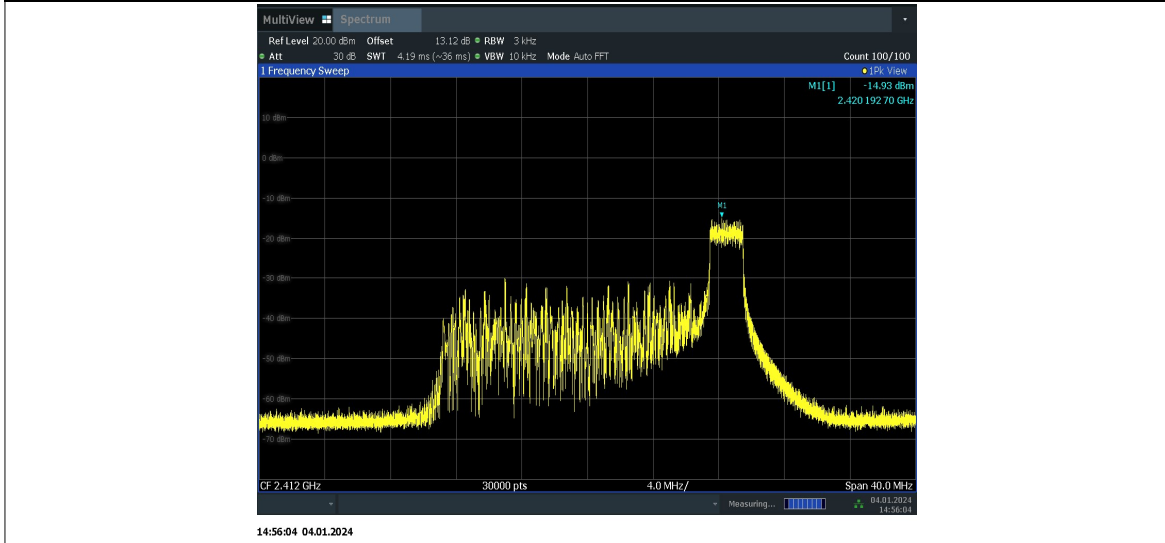 MultiView Spectrum
Ref Level 20.00 dBm Offset 13.12 dB RBW 3 kHz
Att 30 dB SWT 4.19 ms (~36 ms) VBW 10 kHz Mode Auto FFT Count 100/100
1 Frequency Sweep 1Pk View
M1[1] -14.93 dBm
2.420 192 70 GHz
10 dBm
0 dBm
-10 dBm
M1
-20 dBm
-30 dBm
-40 dBm
-50 dBm
-60 dBm
-70 dBm
CF 2.412 GHz 30000 pts 4.0 MHz/ Span 40.0 MHz
Measuring... 04.01.2024
14:56:04
14:56:04 04.01.2024